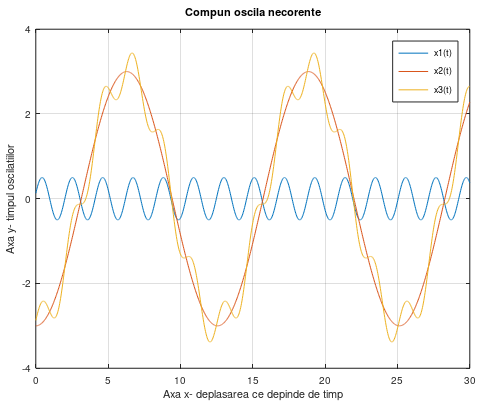 Compun oscila necorente
4
2
0
-2
-4
Axa y- timpul oscilatiilor
x1(t)
x2(t)
x3(t)
0
5
10
15
20
25
30
Axa x- deplasarea ce depinde de timp